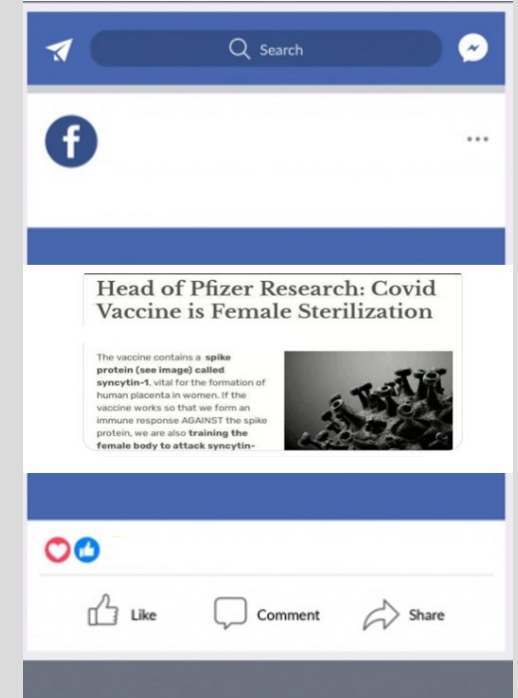 Search
f
Head of Pfizer Research: Covid
Vaccine is Female Sterilization
The vaccine contains a spike
protein (see image) called
syncytin-1, vital for the formation of
human placenta in women. If the
vaccine works so that we form an
immune response AGAINST the spike
protein, we are also training the
female body to attack syncytin-
Like
Comment
Share